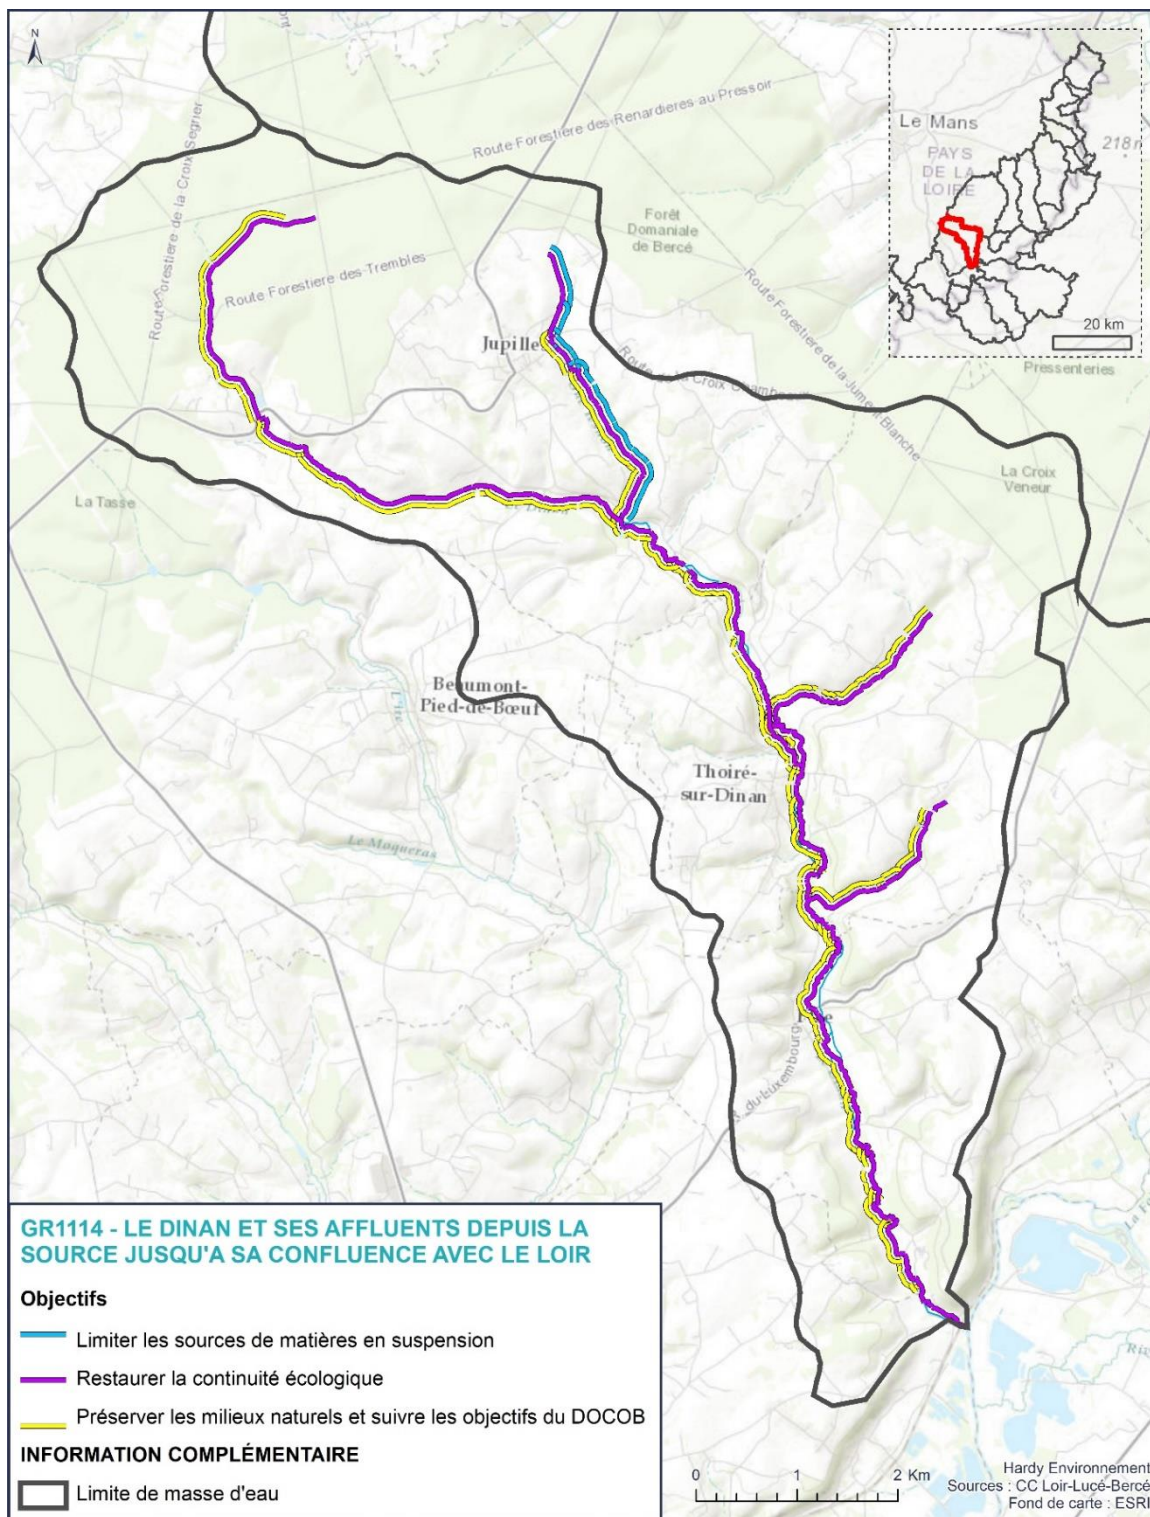 N
Route Forestiere de la Croix Segner
Route Forestiere des Renardieres au Pressoir
Le Mans
PAYS
DE LA
LOIRE
20 km
Forêt
Domaniale
de Bercé
Route Forestiere des Trembles
Route Forestiere de la Jument Blanche
Pressenteries
La Croix
Veneur
La Tasse
Beaumont-
Pied-de-Bœuf
L'Ire
Thoiré-
sur-Dinan
Le Maqueras
du Luxembourg
GR1114 - LE DINAN ET SES AFFLUENTS DEPUIS LA
SOURCE JUSQU'A SA CONFLUENCE AVEC LE LOIR
Objectifs
Limiter les sources de matières en suspension
Restaurer la continuité écologique
Préserver les milieux naturels et suivre les objectifs du DOCOB
INFORMATION COMPLÉMENTAIRE
Limite de masse d'eau
0 1 2 Km
Hardy Environnement
Sources : CC Loir-Lucé-Bercé
Fond de carte : ESRI